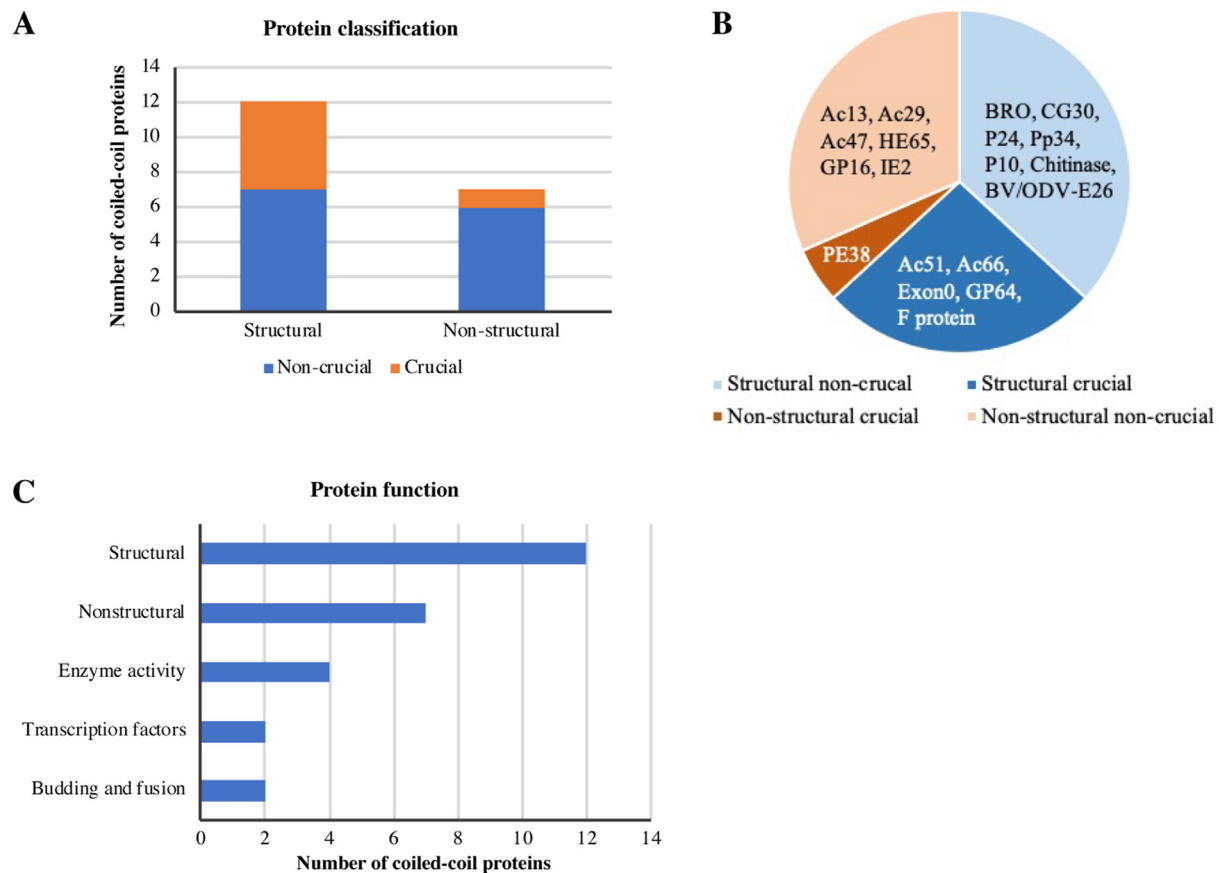 A
Protein classification
Number of coiled-coil proteins
14
12
10
8
6
4
2
0
Structural
Non-structural
Non-crucial
Crucial
B
Ac13, Ac29,
Ac47, HE65,
GP16, IE2
BRO, CG30,
P24, Pp34,
P10, Chitinase,
BV/ODV-E26
PE38
Ac51, Ac66,
Exon0, GP64,
F protein
Structural non-crucal
Structural crucial
Non-structural crucial
Non-structural non-crucial
C
Protein function
Structural
Nonstructural
Enzyme activity
Transcription factors
Budding and fusion
0 2 4 6 8 10 12 14
Number of coiled-coil proteins